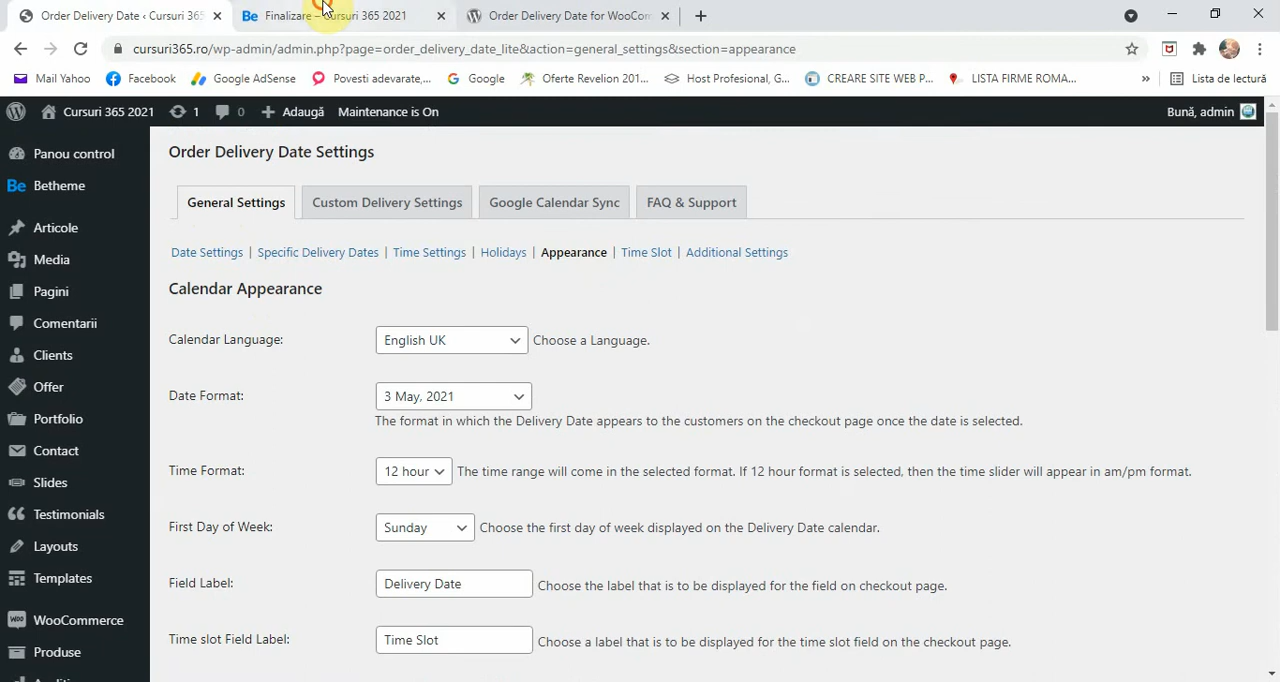 Order Delivery Date ‹ Cursuri 365
Be Finalizare – Cursuri 365 2021
Order Delivery Date for WooCom
cursuri365.ro/wp-admin/admin.php?page=order_delivery_date_lite&action=general_settings&section=appearance
Mail Yahoo
Facebook
Google AdSense
Povesti adevarate,...
Google
Oferte Revelion 201...
Host Profesional, G...
CREARE SITE WEB P...
LISTA FIRME ROMA...
»
Lista de lectură
Cursuri 365 2021
1
0
Adaugă
Maintenance is On
Bună, admin
Panou control
Be Betheme
Articole
Media
Pagini
Comentarii
Clients
Offer
Portfolio
Contact
Slides
Testimonials
Layouts
Templates
WooCommerce
Produse
Order Delivery Date Settings
General Settings
Custom Delivery Settings
Google Calendar Sync
FAQ & Support
Date Settings | Specific Delivery Dates | Time Settings | Holidays | Appearance | Time Slot | Additional Settings
Calendar Appearance
Calendar Language:
English UK
Choose a Language.
Date Format:
3 May, 2021
The format in which the Delivery Date appears to the customers on the checkout page once the date is selected.
Time Format:
12 hour
The time range will come in the selected format. If 12 hour format is selected, then the time slider will appear in am/pm format.
First Day of Week:
Sunday
Choose the first day of week displayed on the Delivery Date calendar.
Field Label:
Delivery Date
Choose the label that is to be displayed for the field on checkout page.
Time slot Field Label:
Time Slot
Choose a label that is to be displayed for the time slot field on the checkout page.